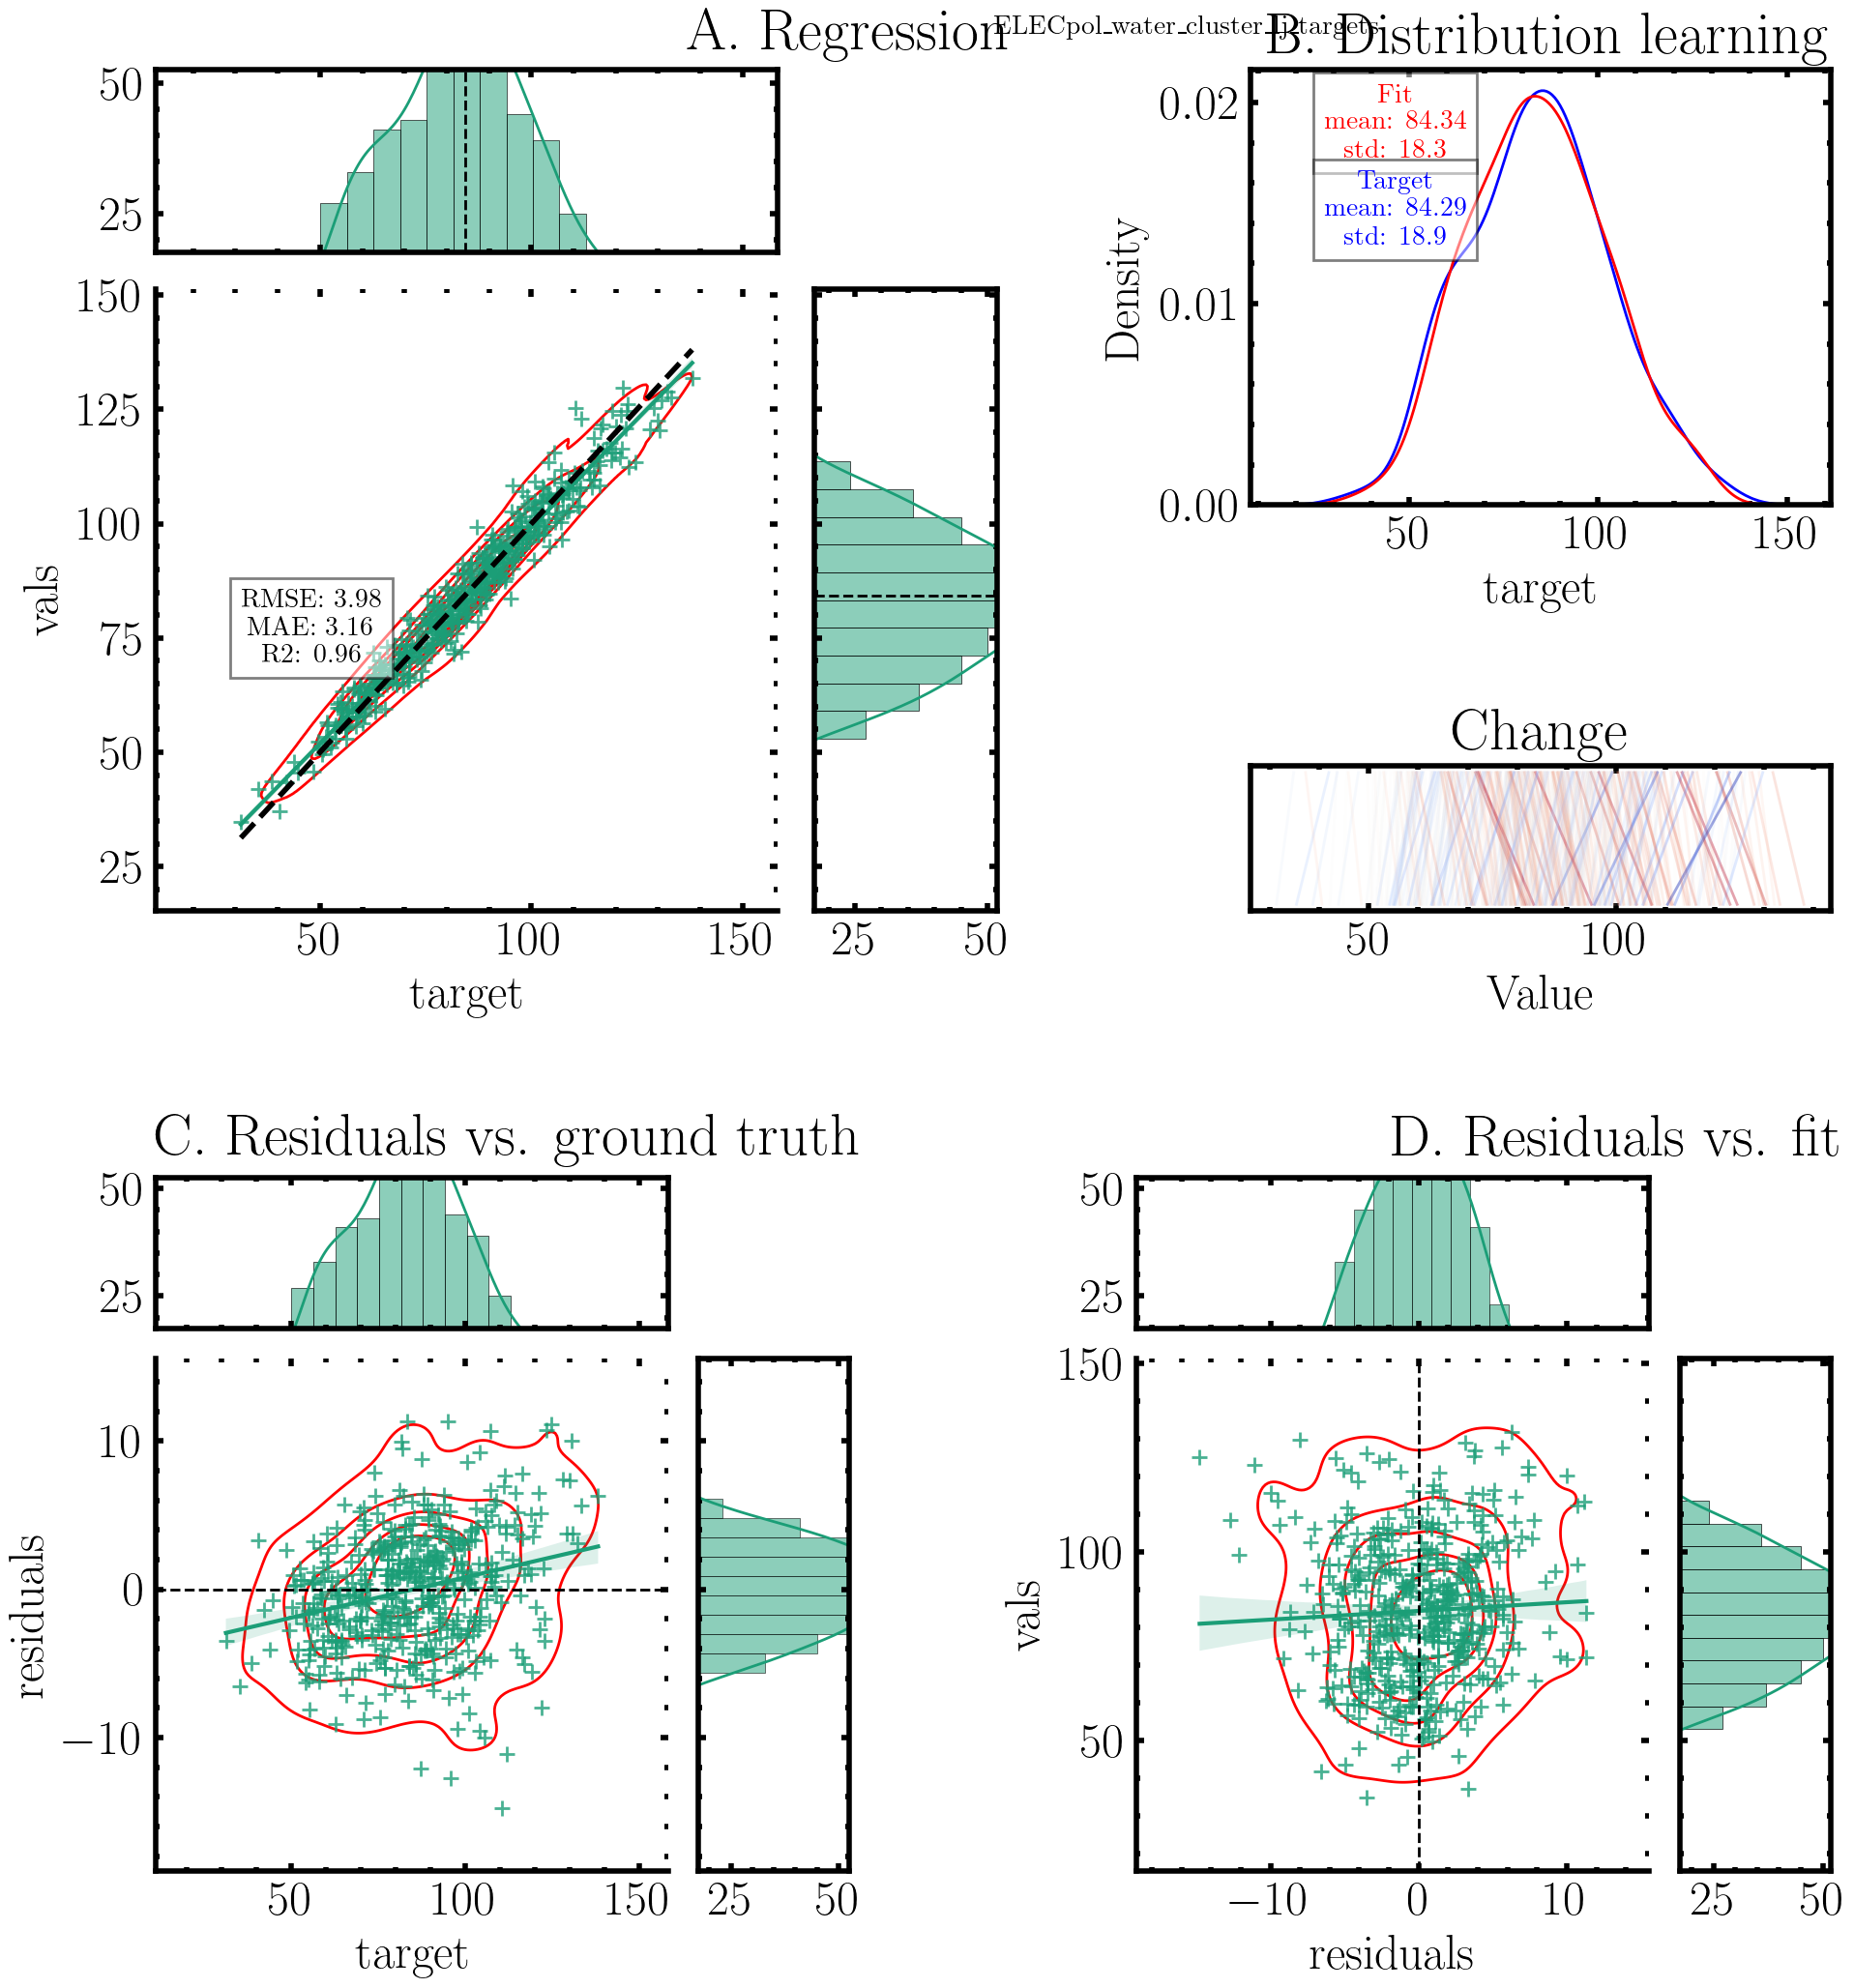 ELECpol_water_cluster_lj_targets
A. Regression
50
25
150
125
100
75
50
25
vals
RMSE: 3.98
MAE: 3.16
R2: 0.96
50
100
150
target
25
50
B. Distribution learning
0.02
0.01
0.00
Density
Fit
mean: 84.34
std: 18.3
Target
mean: 84.29
std: 18.9
50
100
150
target
Change
50
100
Value
C. Residuals vs. ground truth
50
25
10
0
−10
residuals
50
100
150
target
25
50
D. Residuals vs. fit
50
25
150
100
50
vals
−10
0
10
residuals
25
50